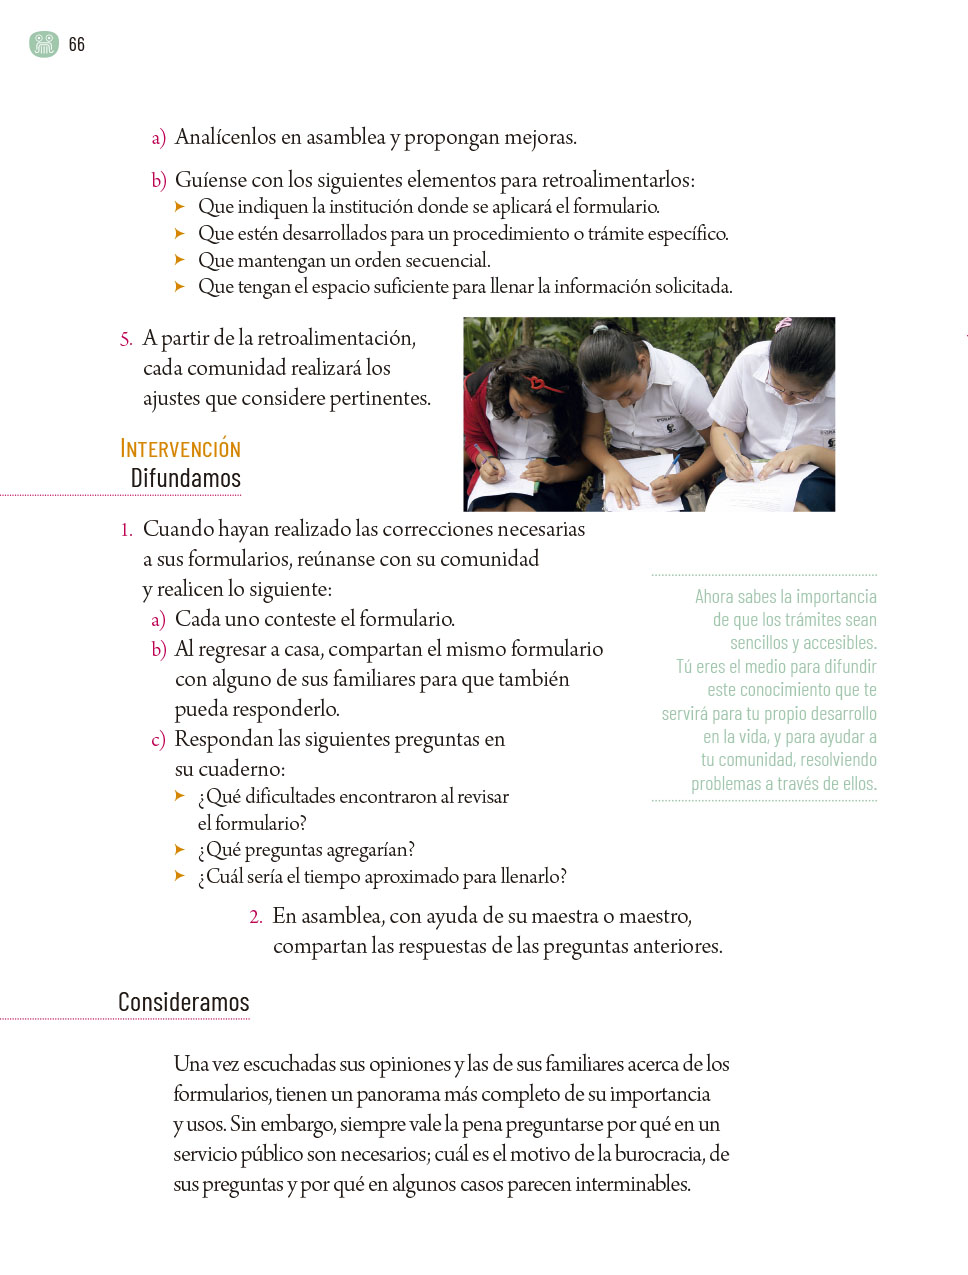 66
a) Analícenlos en asamblea y propongan mejoras.
b) Guíense con los siguientes elementos para retroalimentarlos:
➤ Que indiquen la institución donde se aplicará el formulario.
➤ Que estén desarrollados para un procedimiento o trámite específico.
➤ Que mantengan un orden secuencial.
➤ Que tengan el espacio suficiente para llenar la información solicitada.
5. A partir de la retroalimentación,
cada comunidad realizará los
ajustes que considere pertinentes.
INTERVENCIÓN
Difundamos
1. Cuando hayan realizado las correcciones necesarias
a sus formularios, reúnanse con su comunidad
y realicen lo siguiente:
a) Cada uno conteste el formulario.
b) Al regresar a casa, compartan el mismo formulario
con alguno de sus familiares para que también
pueda responderlo.
c) Respondan las siguientes preguntas en
su cuaderno:
➤ ¿Qué dificultades encontraron al revisar
el formulario?
➤ ¿Qué preguntas agregarían?
➤ ¿Cuál sería el tiempo aproximado para llenarlo?
Ahora sabes la importancia
de que los trámites sean
sencillos y accesibles.
Tú eres el medio para difundir
este conocimiento que te
servirá para tu propio desarrollo
en la vida, y para ayudar a
tu comunidad, resolviendo
problemas a través de ellos.
2. En asamblea, con ayuda de su maestra o maestro,
compartan las respuestas de las preguntas anteriores.
Consideramos
Una vez escuchadas sus opiniones y las de sus familiares acerca de los
formularios, tienen un panorama más completo de su importancia
y usos. Sin embargo, siempre vale la pena preguntarse por qué en un
servicio público son necesarios; cuál es el motivo de la burocracia, de
sus preguntas y por qué en algunos casos parecen interminables.